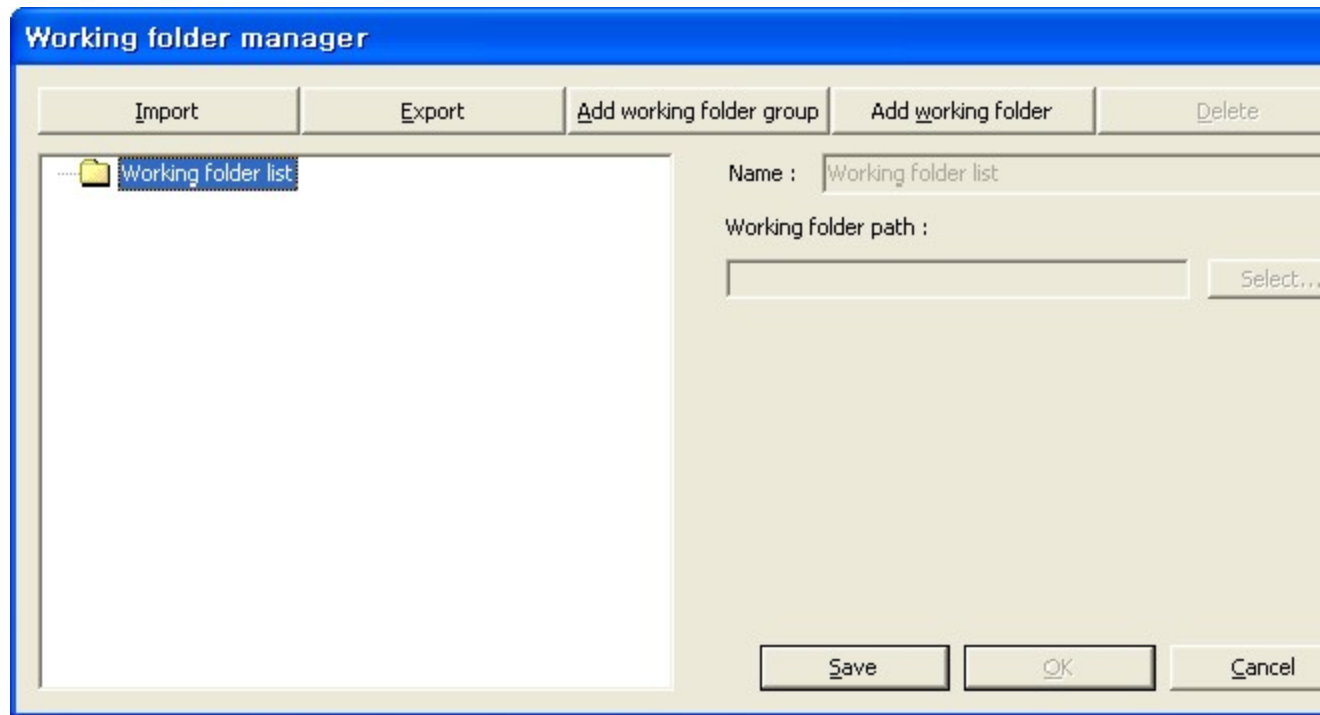 Working folder manager
Import Export Add working folder group Add working folder Delete
Working folder list
Name : Working folder list
Working folder path :
Select...
Save OK Cancel